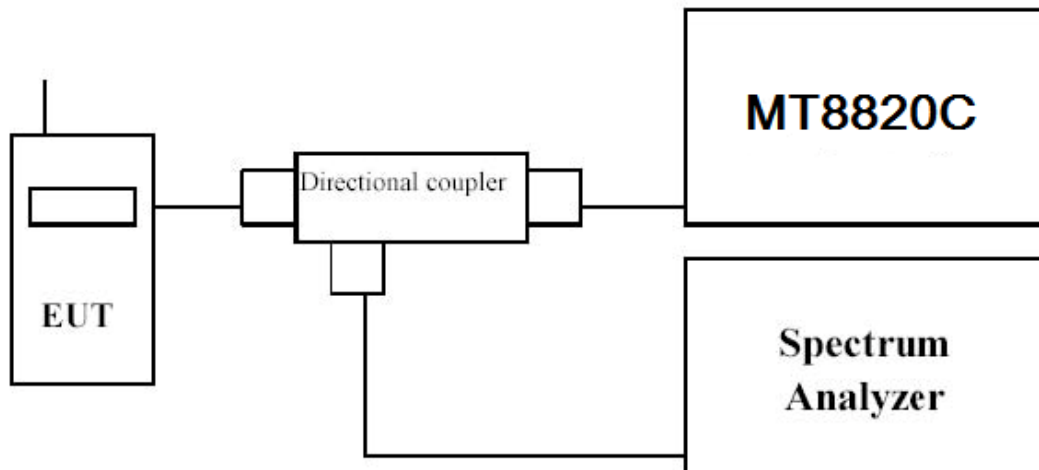 MT8820C
Directional coupler
EUT
Spectrum
Analyzer